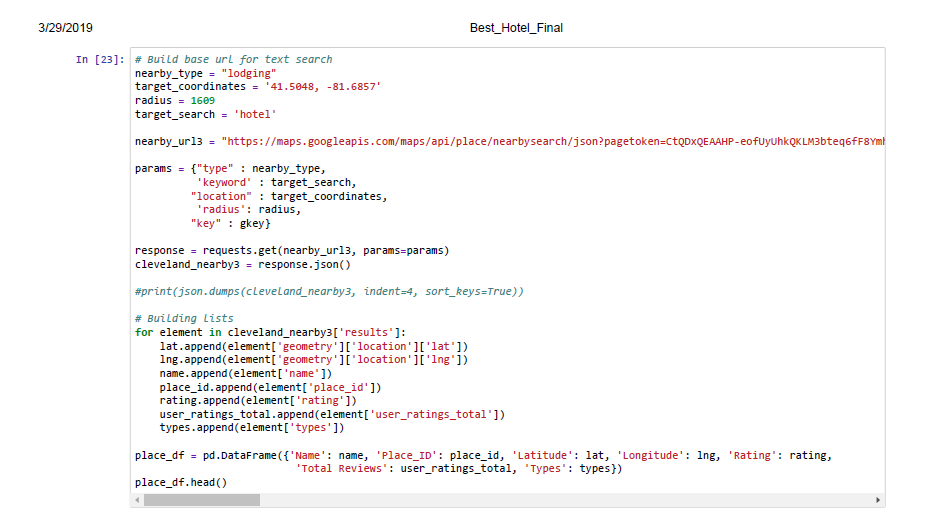 3/29/2019 Best_Hotel_Final
In [23]: # Build base url for text search
nearby_type = "lodging"
target_coordinates = '41.5048, -81.6857'
radius = 1609
target_search = 'hotel'
nearby_url3 = "https://maps.googleapis.com/maps/api/place/nearbysearch/json?pagetoken=CtQDxQEAAHP-eofUyUhkQKLM3bteq6fF8Ymh
params = {"type" : nearby_type,
'keyword' : target_search,
"location" : target_coordinates,
'radius': radius,
"key" : gkey}
response = requests.get(nearby_url3, params=params)
cleveland_nearby3 = response.json()
#print(json.dumps(cleveland_nearby3, indent=4, sort_keys=True))
# Building lists
for element in cleveland_nearby3['results']:
lat.append(element['geometry']['location']['lat'])
lng.append(element['geometry']['location']['lng'])
name.append(element['name'])
place_id.append(element['place_id'])
rating.append(element['rating'])
user_ratings_total.append(element['user_ratings_total'])
types.append(element['types'])
place_df = pd.DataFrame({'Name': name, 'Place_ID': place_id, 'Latitude': lat, 'Longitude': lng, 'Rating': rating,
'Total Reviews': user_ratings_total, 'Types': types})
place_df.head()